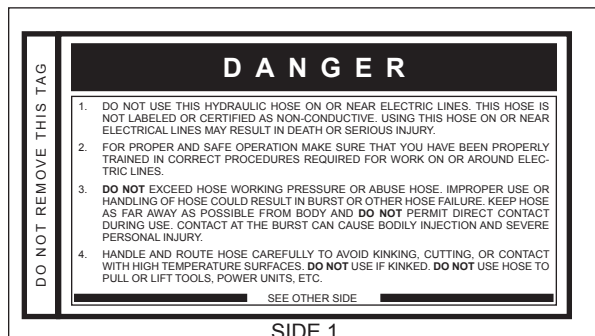 DO NOT REMOVE THIS TAG
DANGER
1. DO NOT USE THIS HYDRAULIC HOSE ON OR NEAR ELECTRIC LINES. THIS HOSE IS
NOT LABELED OR CERTIFIED AS NON-CONDUCTIVE. USING THIS HOSE ON OR NEAR
ELECTRICAL LINES MAY RESULT IN DEATH OR SERIOUS INJURY.
2. FOR PROPER AND SAFE OPERATION MAKE SURE THAT YOU HAVE BEEN PROPERLY
TRAINED IN CORRECT PROCEDURES REQUIRED FOR WORK ON OR AROUND ELEC-
TRIC LINES.
3. DO NOT EXCEED HOSE WORKING PRESSURE OR ABUSE HOSE. IMPROPER USE OR
HANDLING OF HOSE COULD RESULT IN BURST OR OTHER HOSE FAILURE. KEEP HOSE
AS FAR AWAY AS POSSIBLE FROM BODY AND DO NOT PERMIT DIRECT CONTACT
DURING USE. CONTACT AT THE BURST CAN CAUSE BODILY INJECTION AND SEVERE
PERSONAL INJURY.
4. HANDLE AND ROUTE HOSE CAREFULLY TO AVOID KINKING, CUTTING, OR CONTACT
WITH HIGH TEMPERATURE SURFACES. DO NOT USE IF KINKED. DO NOT USE HOSE TO
PULL OR LIFT TOOLS, POWER UNITS, ETC.
SEE OTHER SIDE
SIDE 1